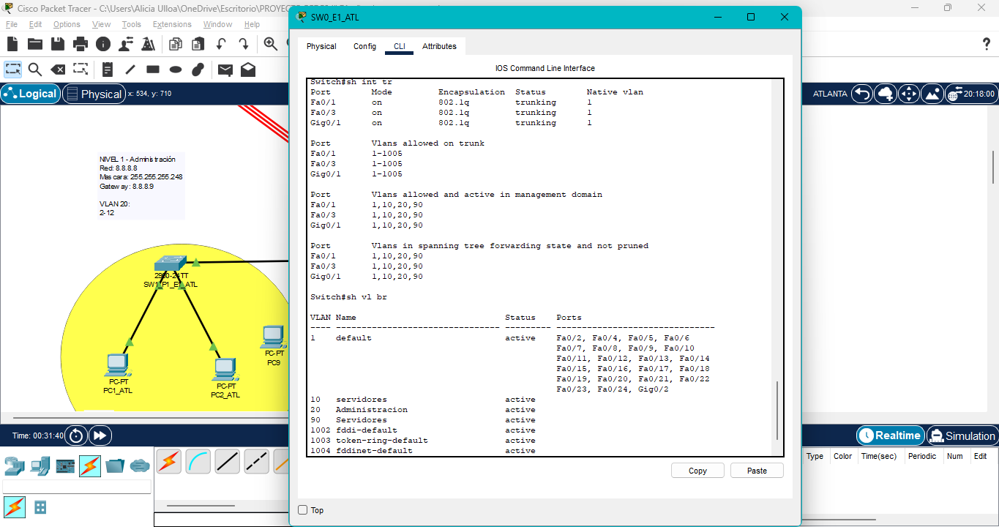 Cisco Packet Tracer - C:\Users\Alicia Ulloa\OneDrive\Escritorio\PROYEC
SW0_E1_ATL
File Edit Options View Tools Extensions Window Help
Physical Config CLI Attributes
IOS Command Line Interface
Logical Physical x: 534, y: 710
ATLANTA 20:18:00
NIVEL 1 - Administración
Red: 8.8.8.8
Mascara: 255.255.255.248
Gateway: 8.8.8.9
VLAN 20:
2-12
2960-24TT
SW1_P1_E1_ATL
PC-PT
PC1_ATL
PC-PT
PC2_ATL
PC-PT
PC9
Switch#sh int tr
Port Mode Encapsulation Status Native vlan
Fa0/1 on 802.1q trunking 1
Fa0/3 on 802.1q trunking 1
Gig0/1 on 802.1q trunking 1
Port Vlans allowed on trunk
Fa0/1 1-1005
Fa0/3 1-1005
Gig0/1 1-1005
Port Vlans allowed and active in management domain
Fa0/1 1,10,20,90
Fa0/3 1,10,20,90
Gig0/1 1,10,20,90
Port Vlans in spanning tree forwarding state and not pruned
Fa0/1 1,10,20,90
Fa0/3 1,10,20,90
Gig0/1 1,10,20,90
Switch#sh vl br
VLAN Name Status Ports
---- -------------------------------- --------- -------------------------------
1 default active Fa0/2, Fa0/4, Fa0/5, Fa0/6
Fa0/7, Fa0/8, Fa0/9, Fa0/10
Fa0/11, Fa0/12, Fa0/13, Fa0/14
Fa0/15, Fa0/16, Fa0/17, Fa0/18
Fa0/19, Fa0/20, Fa0/21, Fa0/22
Fa0/23, Fa0/24, Gig0/2
10 servidores active
20 Administracion active
90 Servidores active
1002 fddi-default active
1003 token-ring-default active
1004 fddinet-default active
Copy Paste
Top
Time: 00:31:40
Realtime Simulation
Type Color Time(sec) Periodic Num Edit